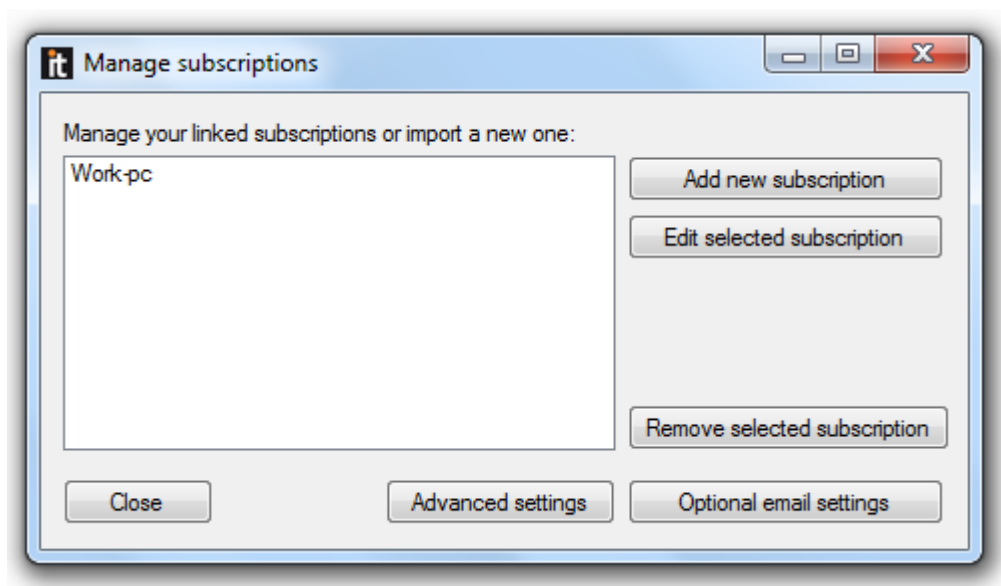 it Manage subscriptions
Manage your linked subscriptions or import a new one:
Work-pc
Add new subscription
Edit selected subscription
Remove selected subscription
Close
Advanced settings
Optional email settings